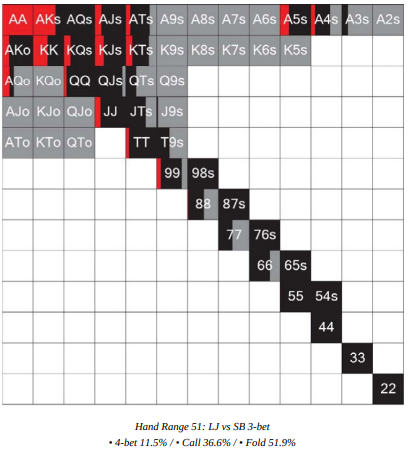 AA AKs AQs AJs ATs A9s A8s A7s A6s A5s A4s A3s A2s
AKo KK KQs KJs KTs K9s K8s K7s K6s K5s
AQo KQo QQ QJs QTs Q9s
AJo KJo QJo JJ JTs J9s
ATo KTo QTo TT T9s
99 98s
88 87s
77 76s
66 65s
55 54s
44
33
22
Hand Range 51: LJ vs SB 3-bet
• 4-bet 11.5% / • Call 36.6% / • Fold 51.9%